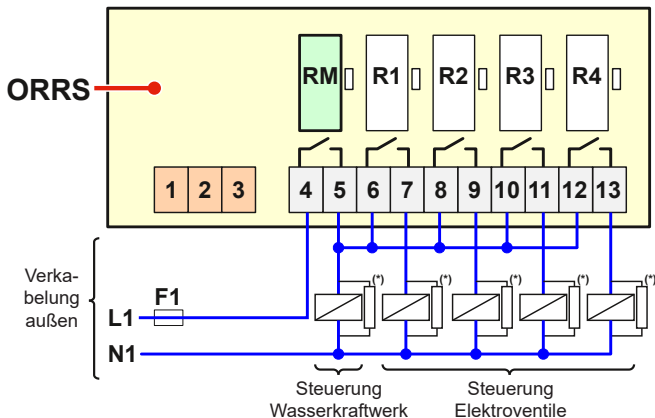 RM R1 R2 R3 R4
ORRS
1 2 3 4 5 6 7 8 9 10 11 12 13
(*) (*) (*) (*) (*)
Verka-
belung
außen
F1
L1
N1
Steuerung
Wasserkraftwerk
Steuerung
Elektroventile